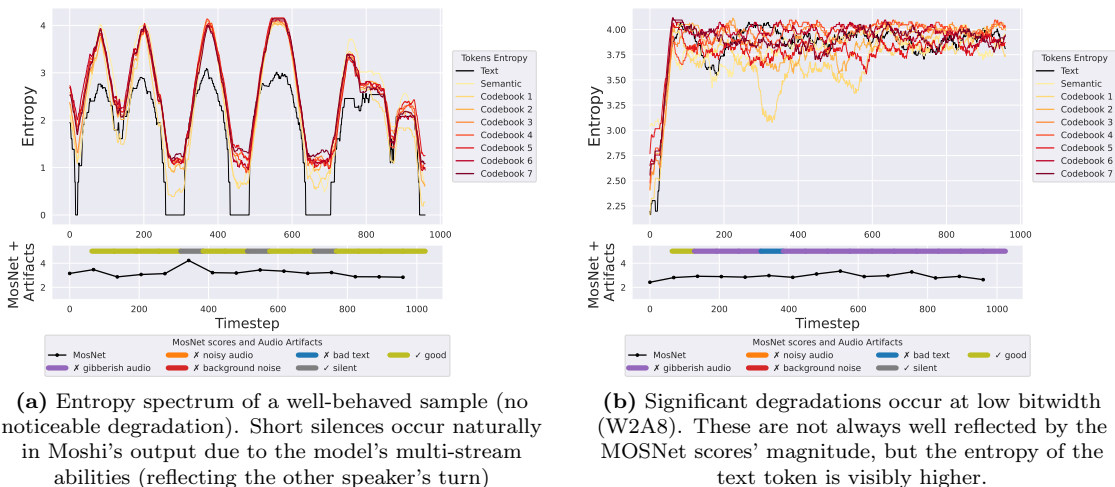 4
3
2
1
0
Entropy
0
200
400
600
800
1000
Tokens Entropy
Text
Semantic
Codebook 1
Codebook 2
Codebook 3
Codebook 4
Codebook 5
Codebook 6
Codebook 7
4
2
MosNet +
Artifacts
0
200
400
600
800
1000
Timestep
MosNet scores and Audio Artifacts
MosNet
✗ noisy audio
✗ bad text
✓ good
✗ gibberish audio
✗ background noise
✓ silent
(a) Entropy spectrum of a well-behaved sample (no
noticeable degradation). Short silences occur naturally
in Moshi's output due to the model's multi-stream
abilities (reflecting the other speaker's turn)
4.00
3.75
3.50
3.25
3.00
2.75
2.50
2.25
Entropy
0
200
400
600
800
1000
Tokens Entropy
Text
Semantic
Codebook 1
Codebook 2
Codebook 3
Codebook 4
Codebook 5
Codebook 6
Codebook 7
4
2
MosNet +
Artifacts
0
200
400
600
800
1000
Timestep
MosNet scores and Audio Artifacts
MosNet
✗ noisy audio
✗ bad text
✓ good
✗ gibberish audio
✗ background noise
✓ silent
(b) Significant degradations occur at low bitwidth
(W2A8). These are not always well reflected by the
MOSNet scores' magnitude, but the entropy of the
text token is visibly higher.